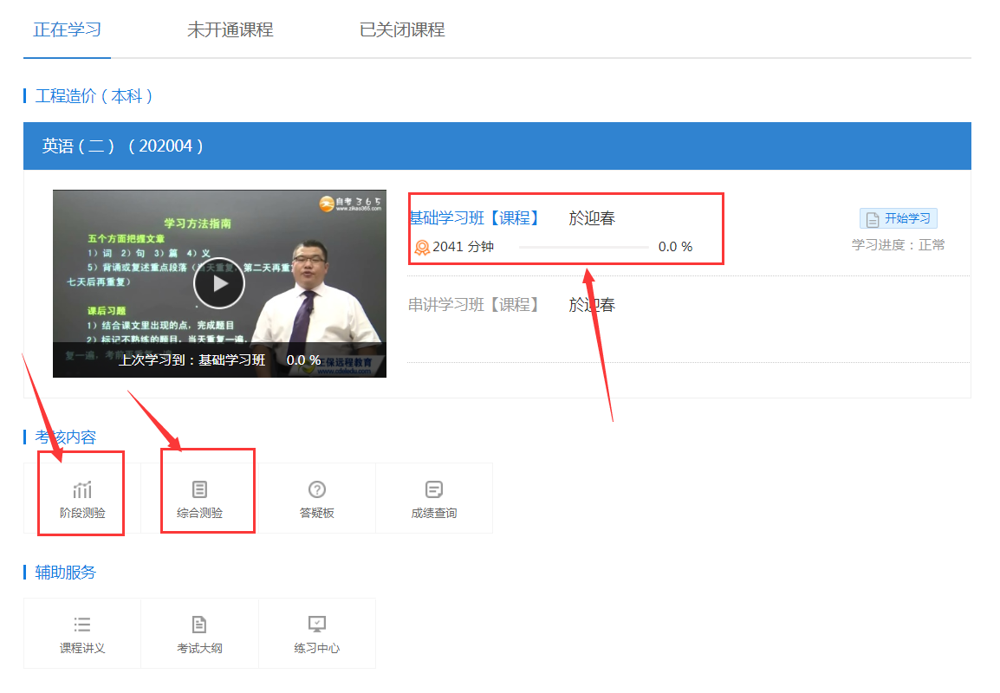 正在学习 未开通课程 已关闭课程
工程造价（本科）
英语（二）（202004）
自考365
www.zikao365.com
学习方法指南
五个方面把握文章
1）词 2）句 3）篇 4）义
5）背诵或复述重点段落（当天重复，第二天再重
七天后再重复）
课后习题
1）结合课文里出现的点，完成题目
2）标记不熟练的题目，当天重复一遍，
复一遍，考前
正保远程教育
www.cdeledu.com
上次学习到：基础学习班 0.0 %
基础学习班【课程】 於迎春
2041 分钟 0.0 %
开始学习
学习进度：正常
串讲学习班【课程】 於迎春
考核内容
阶段测验 综合测验 答疑板 成绩查询
辅助服务
课程讲义 考试大纲 练习中心